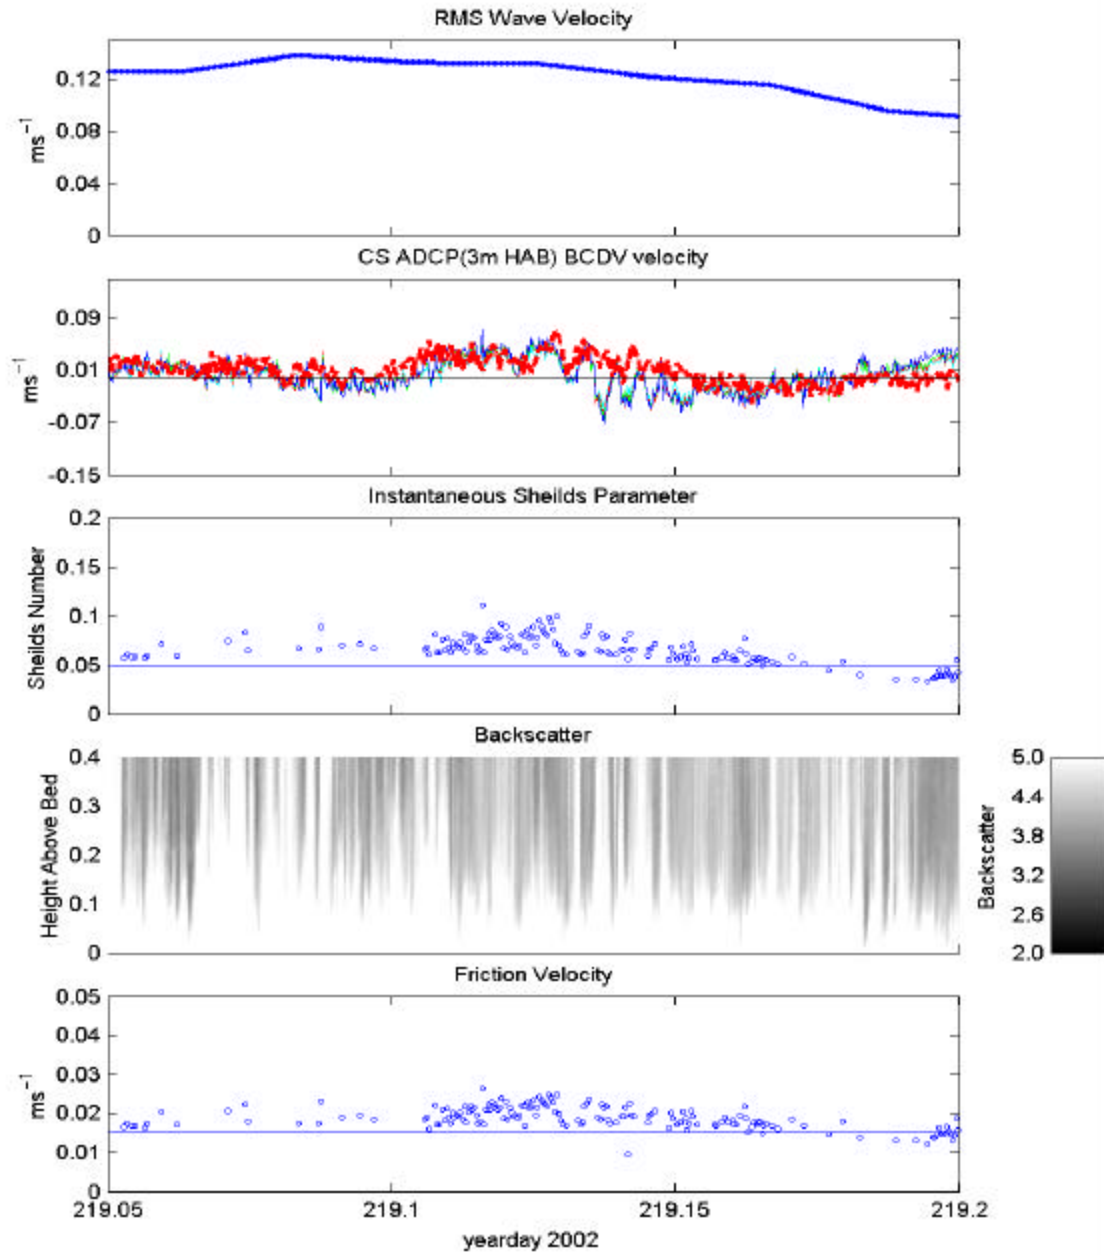 RMS Wave Velocity
0.12
0.08
0.04
0
ms⁻¹
CS ADCP(3m HAB) BCDV velocity
0.09
0.01
-0.07
-0.15
ms⁻¹
Instantaneous Sheilds Parameter
0.2
0.15
0.1
0.05
0
Sheilds Number
Backscatter
0.4
0.3
0.2
0.1
0
Height Above Bed
5.0
4.4
3.8
3.2
2.6
2.0
Backscatter
Friction Velocity
0.05
0.04
0.03
0.02
0.01
0
ms⁻¹
219.05 219.1 219.15 219.2
yearday 2002